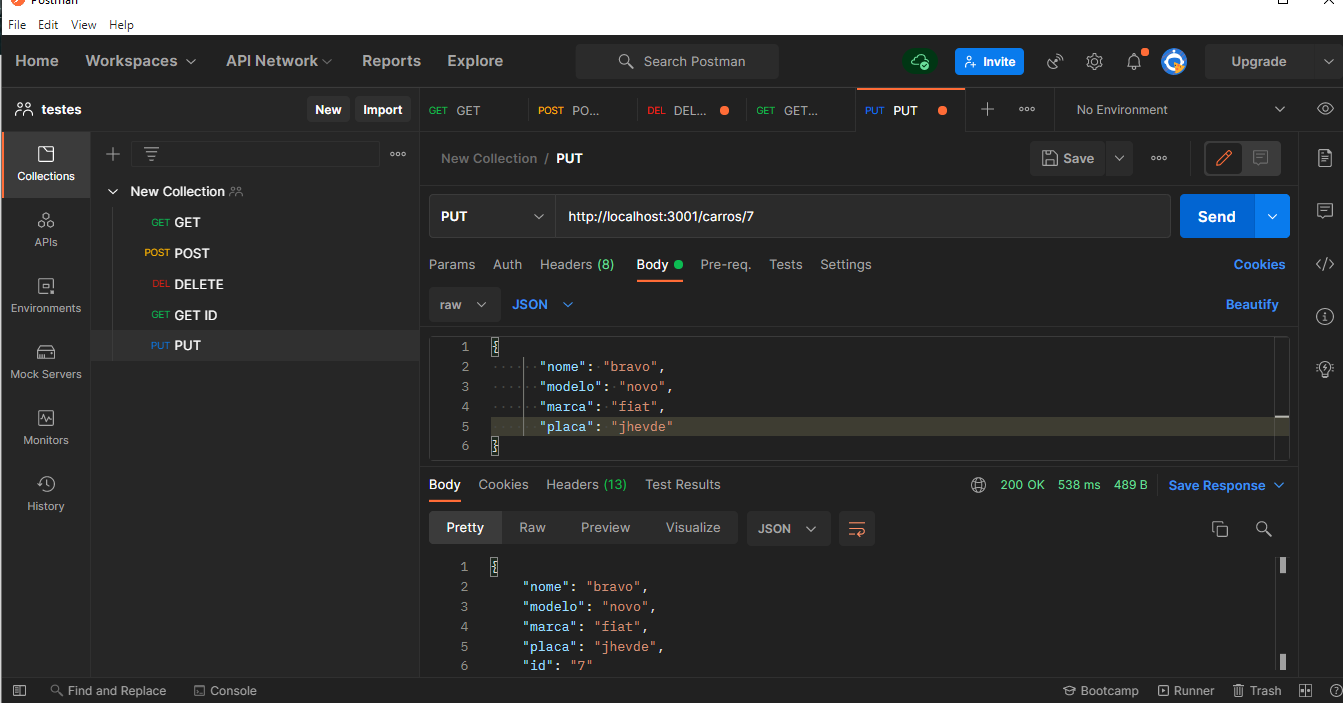 Postman
File Edit View Help
Home Workspaces API Network Reports Explore Search Postman Invite Upgrade
testes New Import GET GET POST PO... DEL DEL... GET GET... PUT PUT No Environment
Collections
APIs
Environments
Mock Servers
Monitors
History
New Collection
GET GET
POST POST
DEL DELETE
GET GET ID
PUT PUT
New Collection / PUT Save
PUT http://localhost:3001/carros/7 Send
Params Auth Headers (8) Body Pre-req. Tests Settings Cookies
raw JSON Beautify
1 {
2 "nome": "bravo",
3 "modelo": "novo",
4 "marca": "fiat",
5 "placa": "jhevde"
6 }
Body Cookies Headers (13) Test Results 200 OK 538 ms 489 B Save Response
Pretty Raw Preview Visualize JSON
1 {
2 "nome": "bravo",
3 "modelo": "novo",
4 "marca": "fiat",
5 "placa": "jhevde",
6 "id": "7"
Find and Replace Console Bootcamp Runner Trash